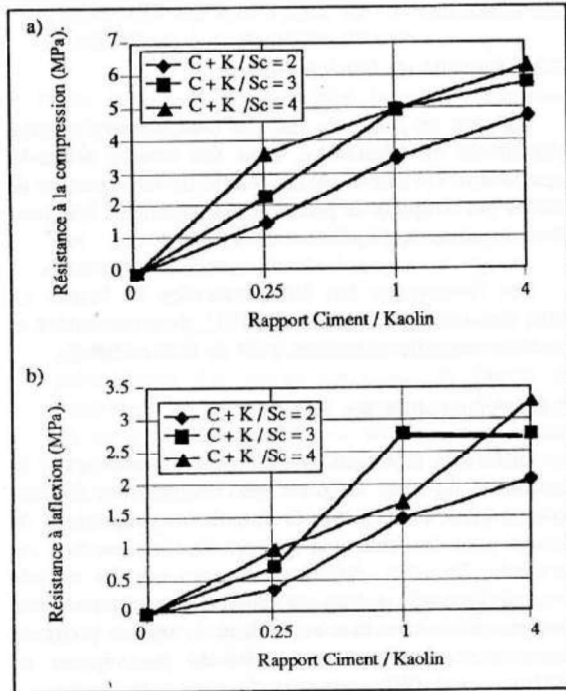 a)
Résistance à la compression (MPa).
7
6
5
4
3
2
1
0
C + K / Sc = 2
C + K / Sc = 3
C + K /Sc = 4
0
0.25
1
4
Rapport Ciment / Kaolin
b)
Résistance à laflexion (MPa).
3.5
3
2.5
2
1.5
1
0.5
0
C + K / Sc = 2
C + K / Sc = 3
C + K /Sc = 4
0
0.25
1
4
Rapport Ciment / Kaolin